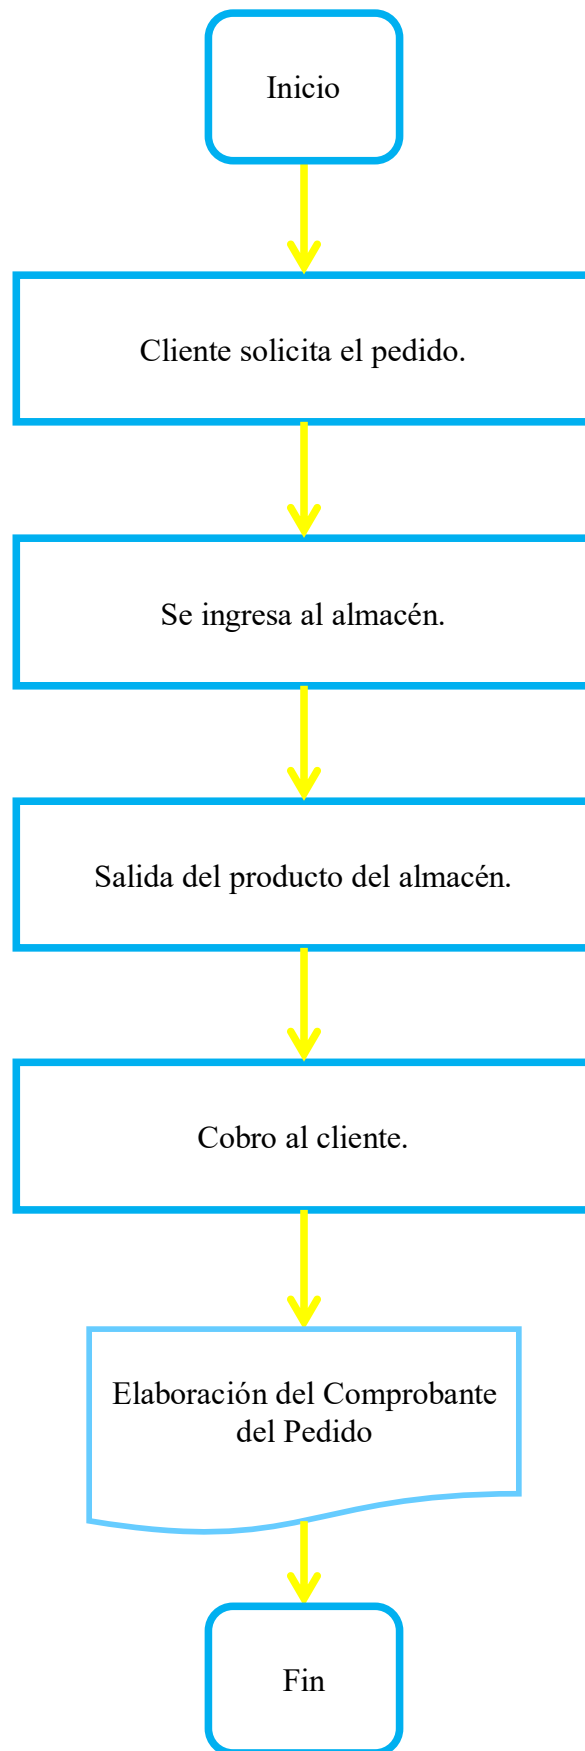 Inicio
Cliente solicita el pedido.
Se ingresa al almacén.
Salida del producto del almacén.
Cobro al cliente.
Elaboración del Comprobante
del Pedido
Fin